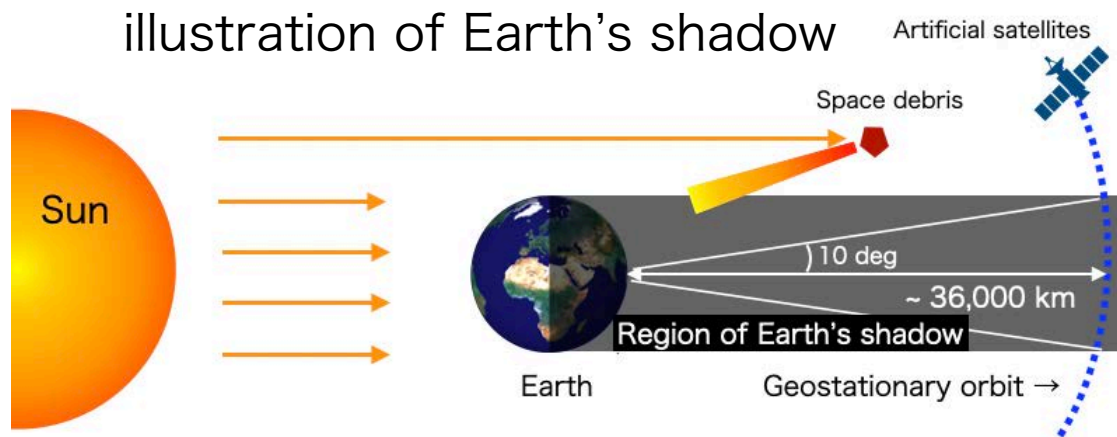 illustration of Earth’s shadow
Artificial satellites
Space debris
Sun
10 deg
~ 36,000 km
Region of Earth’s shadow
Earth
Geostationary orbit →